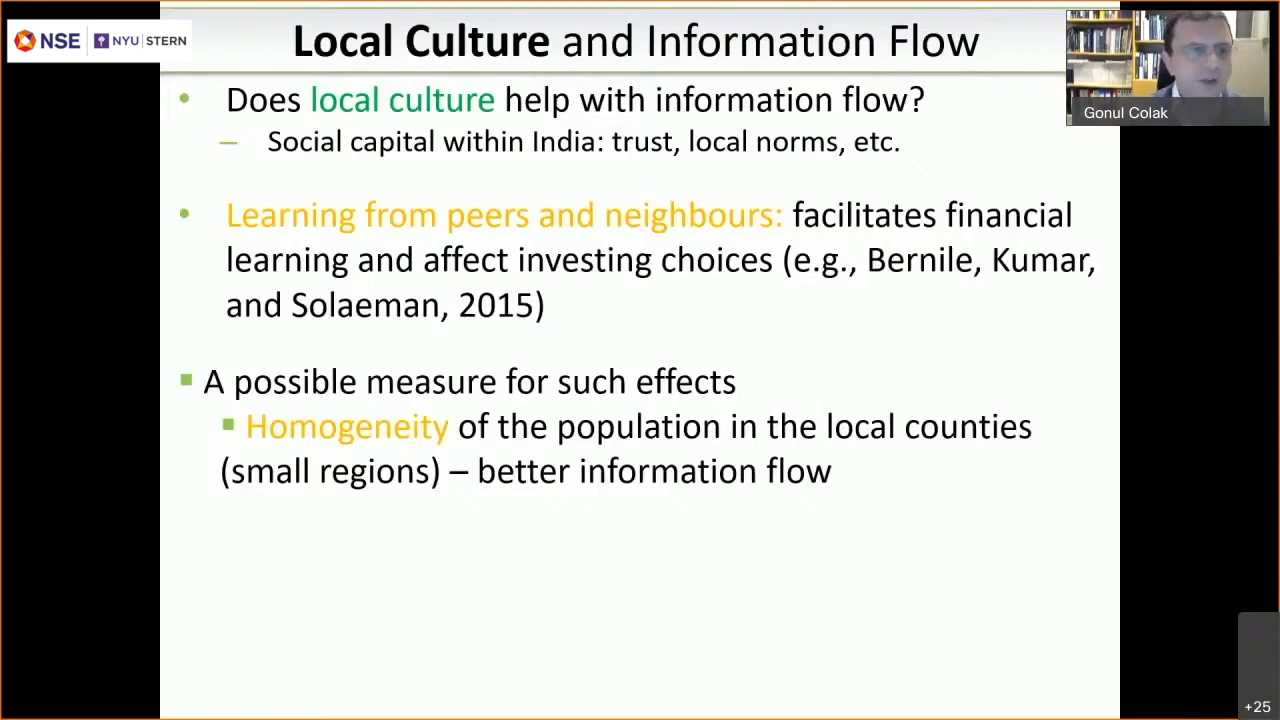 NSE NYU STERN
Local Culture and Information Flow
Gonul Colak
• Does local culture help with information flow?
– Social capital within India: trust, local norms, etc.
• Learning from peers and neighbours: facilitates financial
learning and affect investing choices (e.g., Bernile, Kumar,
and Solaeman, 2015)
▪ A possible measure for such effects
▪ Homogeneity of the population in the local counties
(small regions) – better information flow
+25